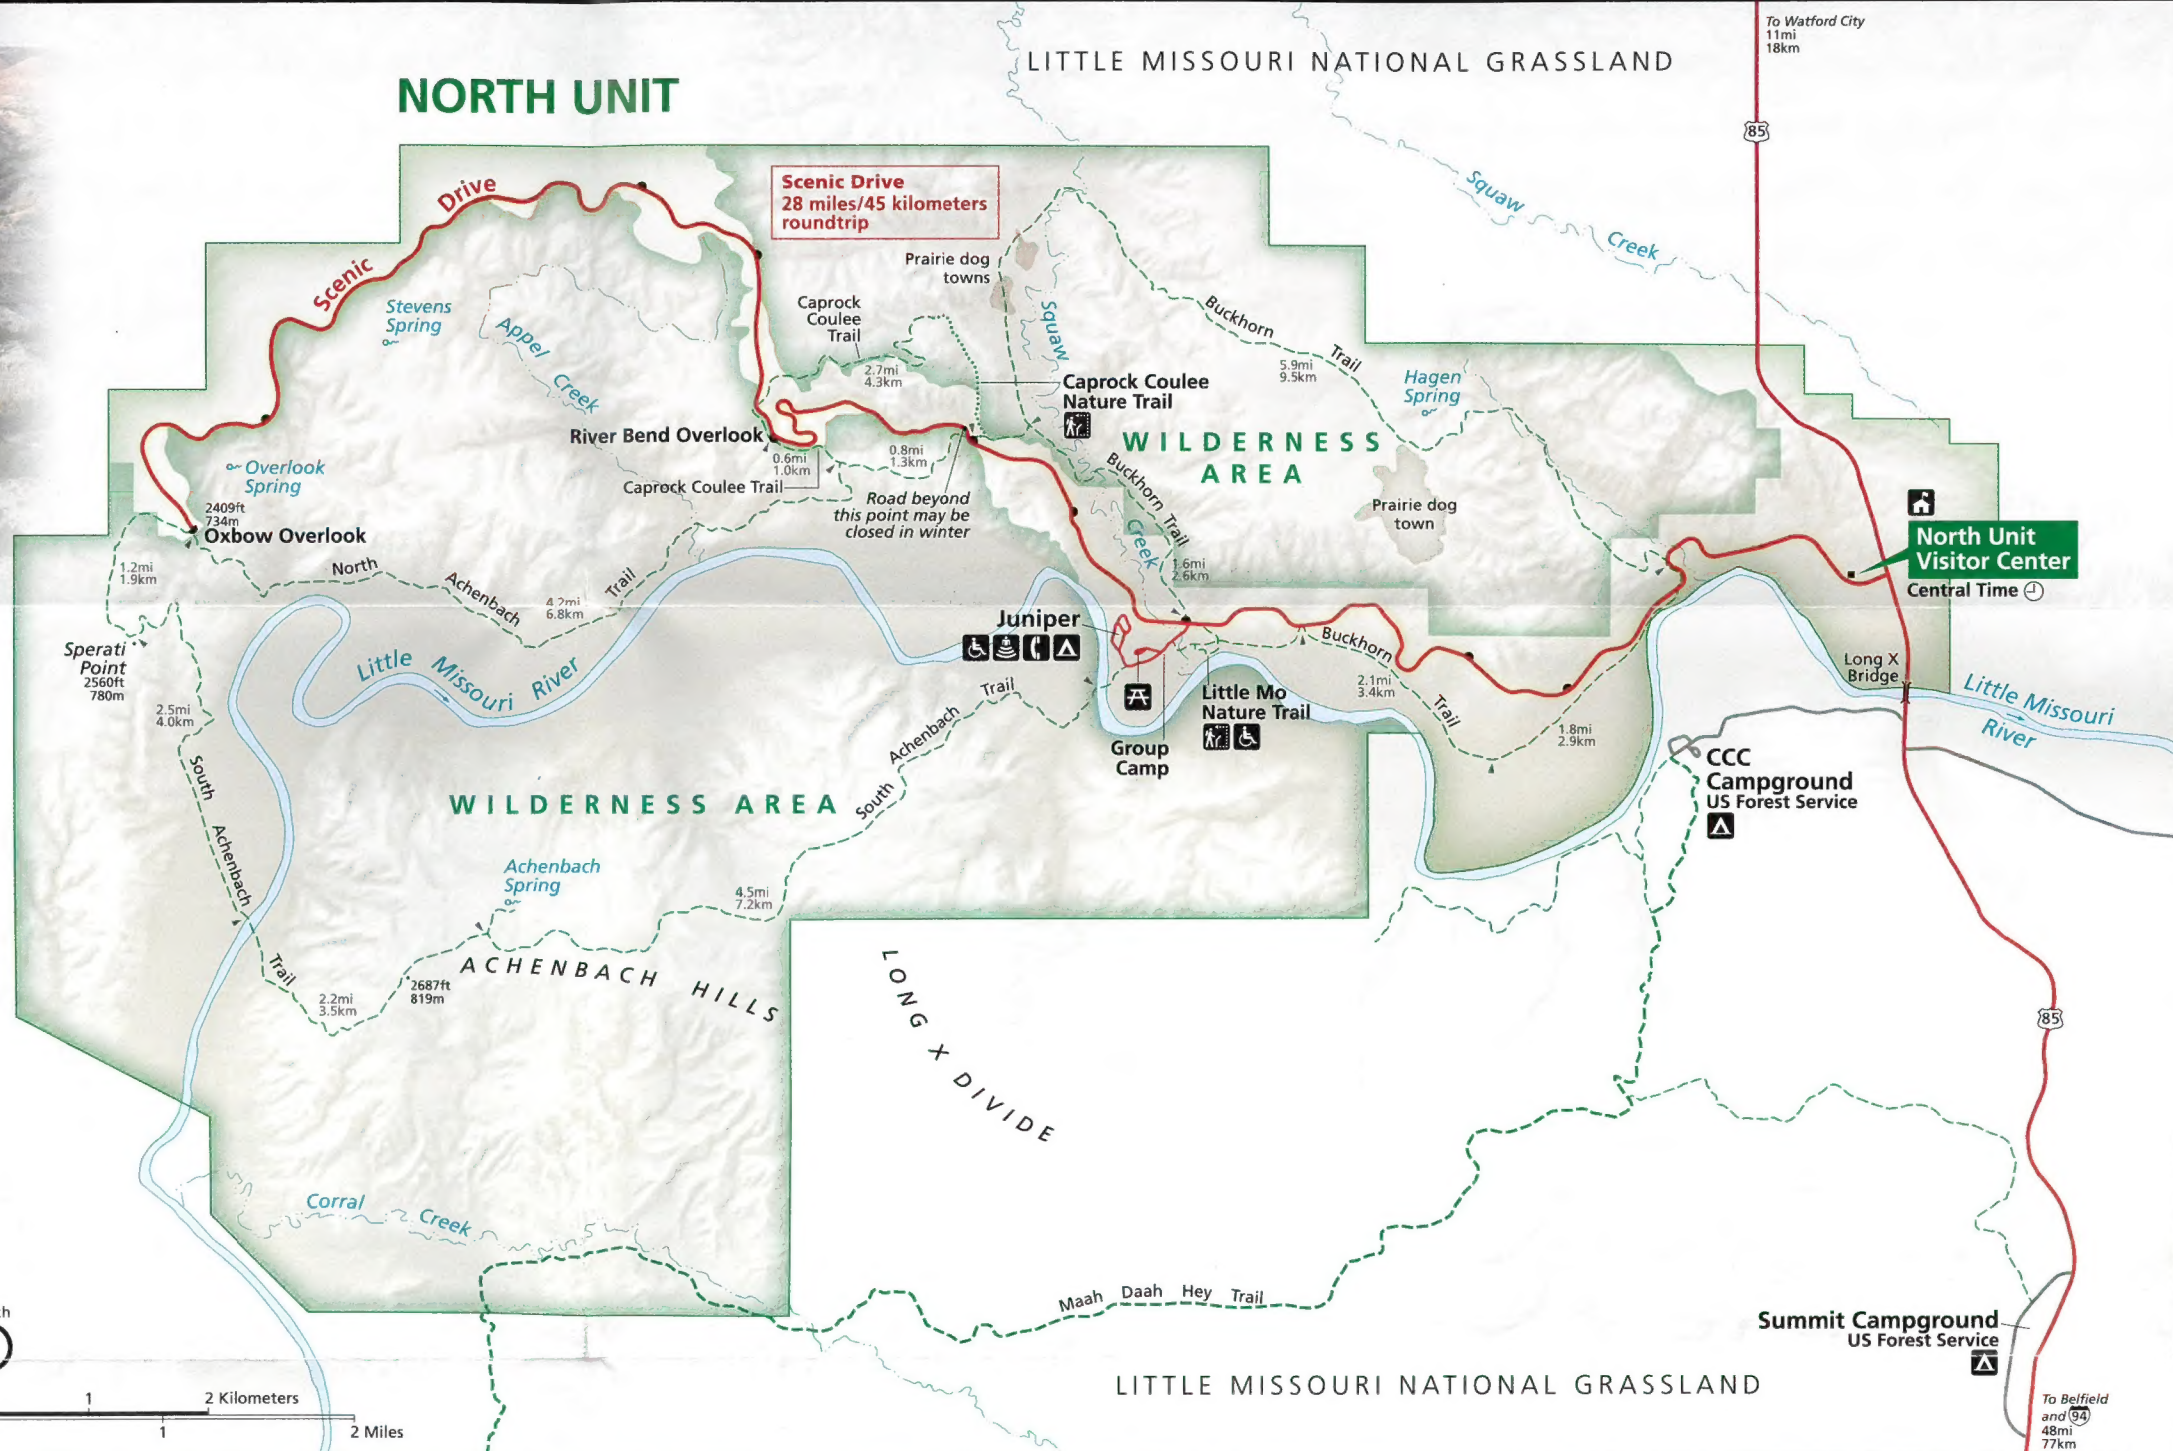 To Watford City
11mi
18km
LITTLE MISSOURI NATIONAL GRASSLAND
NORTH UNIT
85
Scenic Drive
28 miles/45 kilometers
roundtrip
Scenic Drive
Squaw Creek
Prairie dog
towns
Caprock
Coulee
Trail
Stevens
Spring
Appel Creek
Squaw Creek
Buckhorn Trail
5.9mi
9.5km
2.7mi
4.3km
Hagen
Spring
Caprock Coulee
Nature Trail
River Bend Overlook
WILDERNESS
AREA
0.6mi
1.0km
0.8mi
1.3km
Caprock Coulee Trail
Buckhorn Trail
Overlook
Spring
Road beyond
this point may be
closed in winter
Prairie dog
town
2409ft
734m
Oxbow Overlook
North Unit
Visitor Center
Central Time
1.2mi
1.9km
North Achenbach Trail
4.2mi
6.8km
1.6mi
2.6km
Juniper
Buckhorn Trail
2.1mi
3.4km
Sperati
Point
2560ft
780m
Little Missouri River
Long X
Bridge
Little Missouri
River
Little Mo
Nature Trail
2.5mi
4.0km
1.8mi
2.9km
Group
Camp
CCC
Campground
US Forest Service
South Achenbach Trail
South Achenbach Trail
WILDERNESS AREA
Achenbach
Spring
4.5mi
7.2km
ACHENBACH HILLS
2687ft
819m
2.2mi
3.5km
LONG X DIVIDE
85
Corral Creek
Maah Daah Hey Trail
Summit Campground
US Forest Service
LITTLE MISSOURI NATIONAL GRASSLAND
To Belfield
and 94
48mi
77km
1 2 Kilometers
1 2 Miles